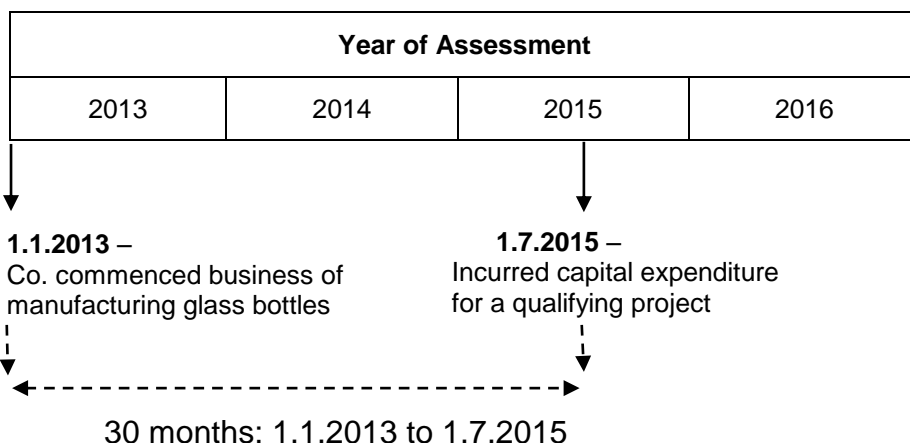 Year of Assessment
2013 2014 2015 2016
1.1.2013 –
Co. commenced business of
manufacturing glass bottles
1.7.2015 –
Incurred capital expenditure
for a qualifying project
30 months: 1.1.2013 to 1.7.2015